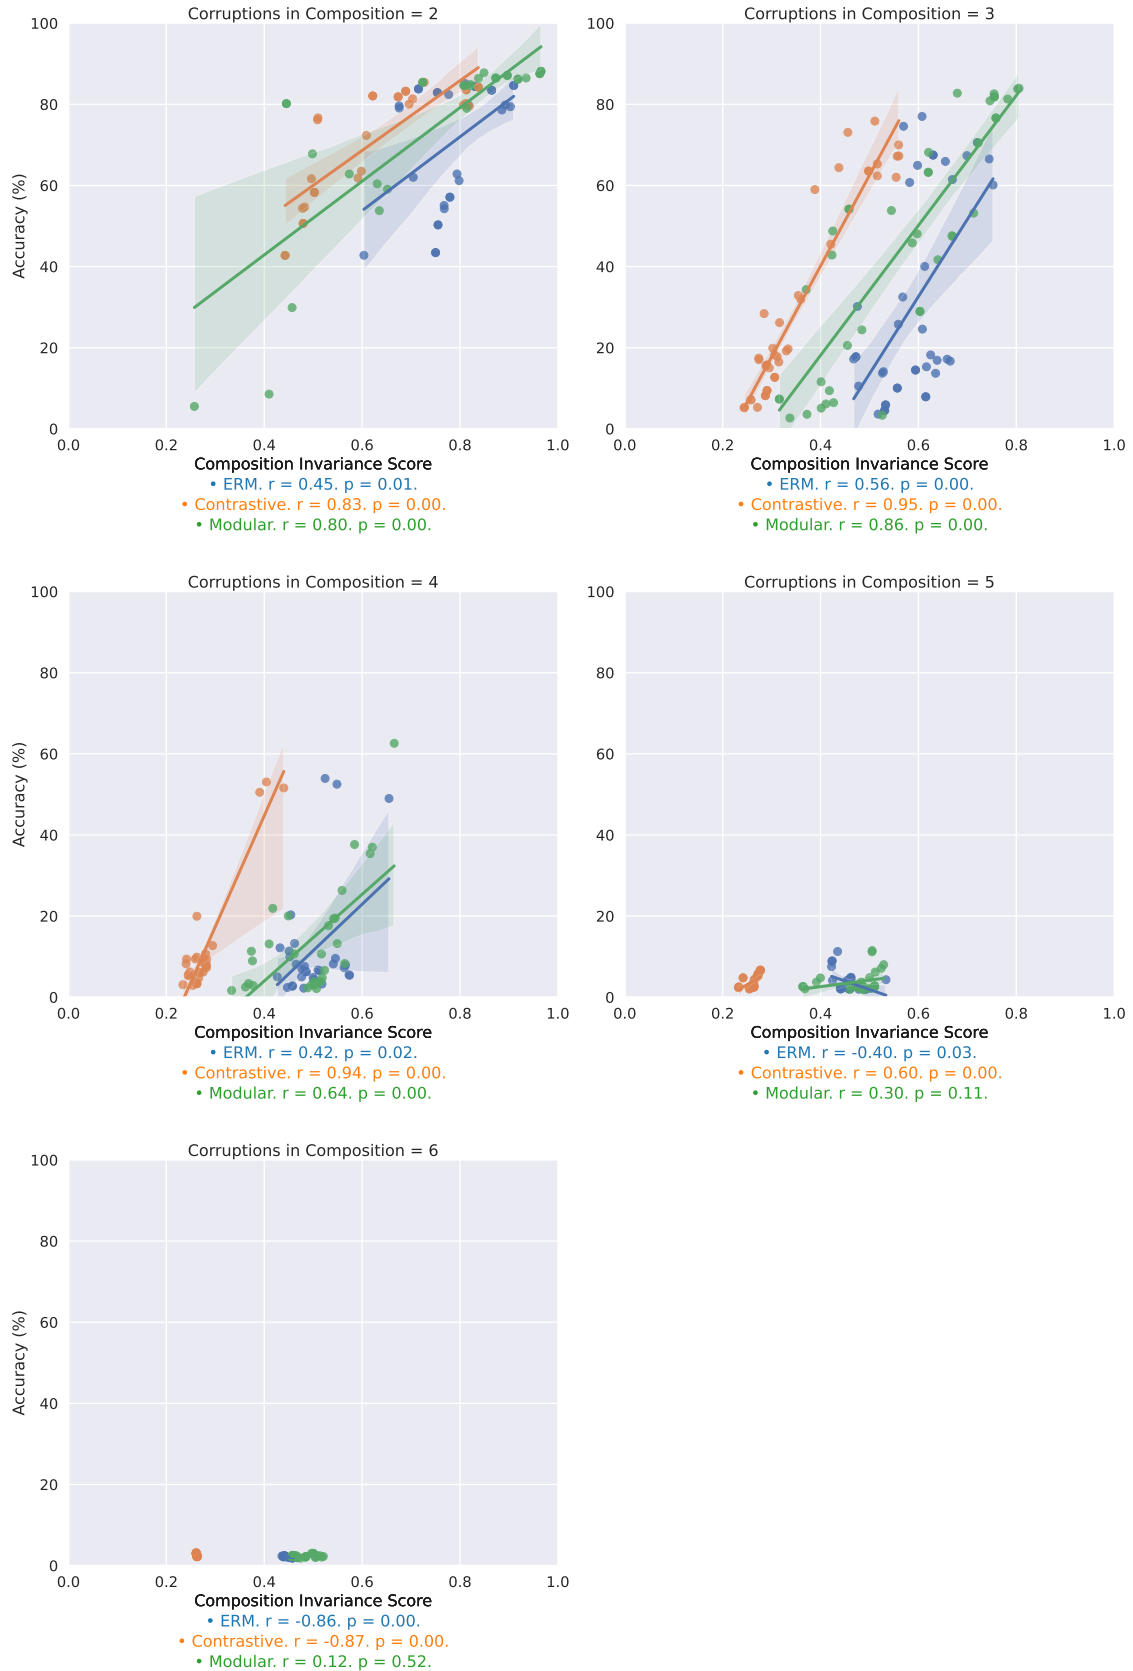 Corruptions in Composition = 2
Corruptions in Composition = 3
100
80
60
40
20
0
Accuracy (%)
0.0 0.2 0.4 0.6 0.8 1.0
Composition Invariance Score
• ERM. r = 0.45. p = 0.01.
• Contrastive. r = 0.83. p = 0.00.
• Modular. r = 0.80. p = 0.00.
100
80
60
40
20
0
0.0 0.2 0.4 0.6 0.8 1.0
Composition Invariance Score
• ERM. r = 0.56. p = 0.00.
• Contrastive. r = 0.95. p = 0.00.
• Modular. r = 0.86. p = 0.00.
Corruptions in Composition = 4
Corruptions in Composition = 5
100
80
60
40
20
0
Accuracy (%)
0.0 0.2 0.4 0.6 0.8 1.0
Composition Invariance Score
• ERM. r = 0.42. p = 0.02.
• Contrastive. r = 0.94. p = 0.00.
• Modular. r = 0.64. p = 0.00.
100
80
60
40
20
0
0.0 0.2 0.4 0.6 0.8 1.0
Composition Invariance Score
• ERM. r = -0.40. p = 0.03.
• Contrastive. r = 0.60. p = 0.00.
• Modular. r = 0.30. p = 0.11.
Corruptions in Composition = 6
100
80
60
40
20
0
Accuracy (%)
0.0 0.2 0.4 0.6 0.8 1.0
Composition Invariance Score
• ERM. r = -0.86. p = 0.00.
• Contrastive. r = -0.87. p = 0.00.
• Modular. r = 0.12. p = 0.52.